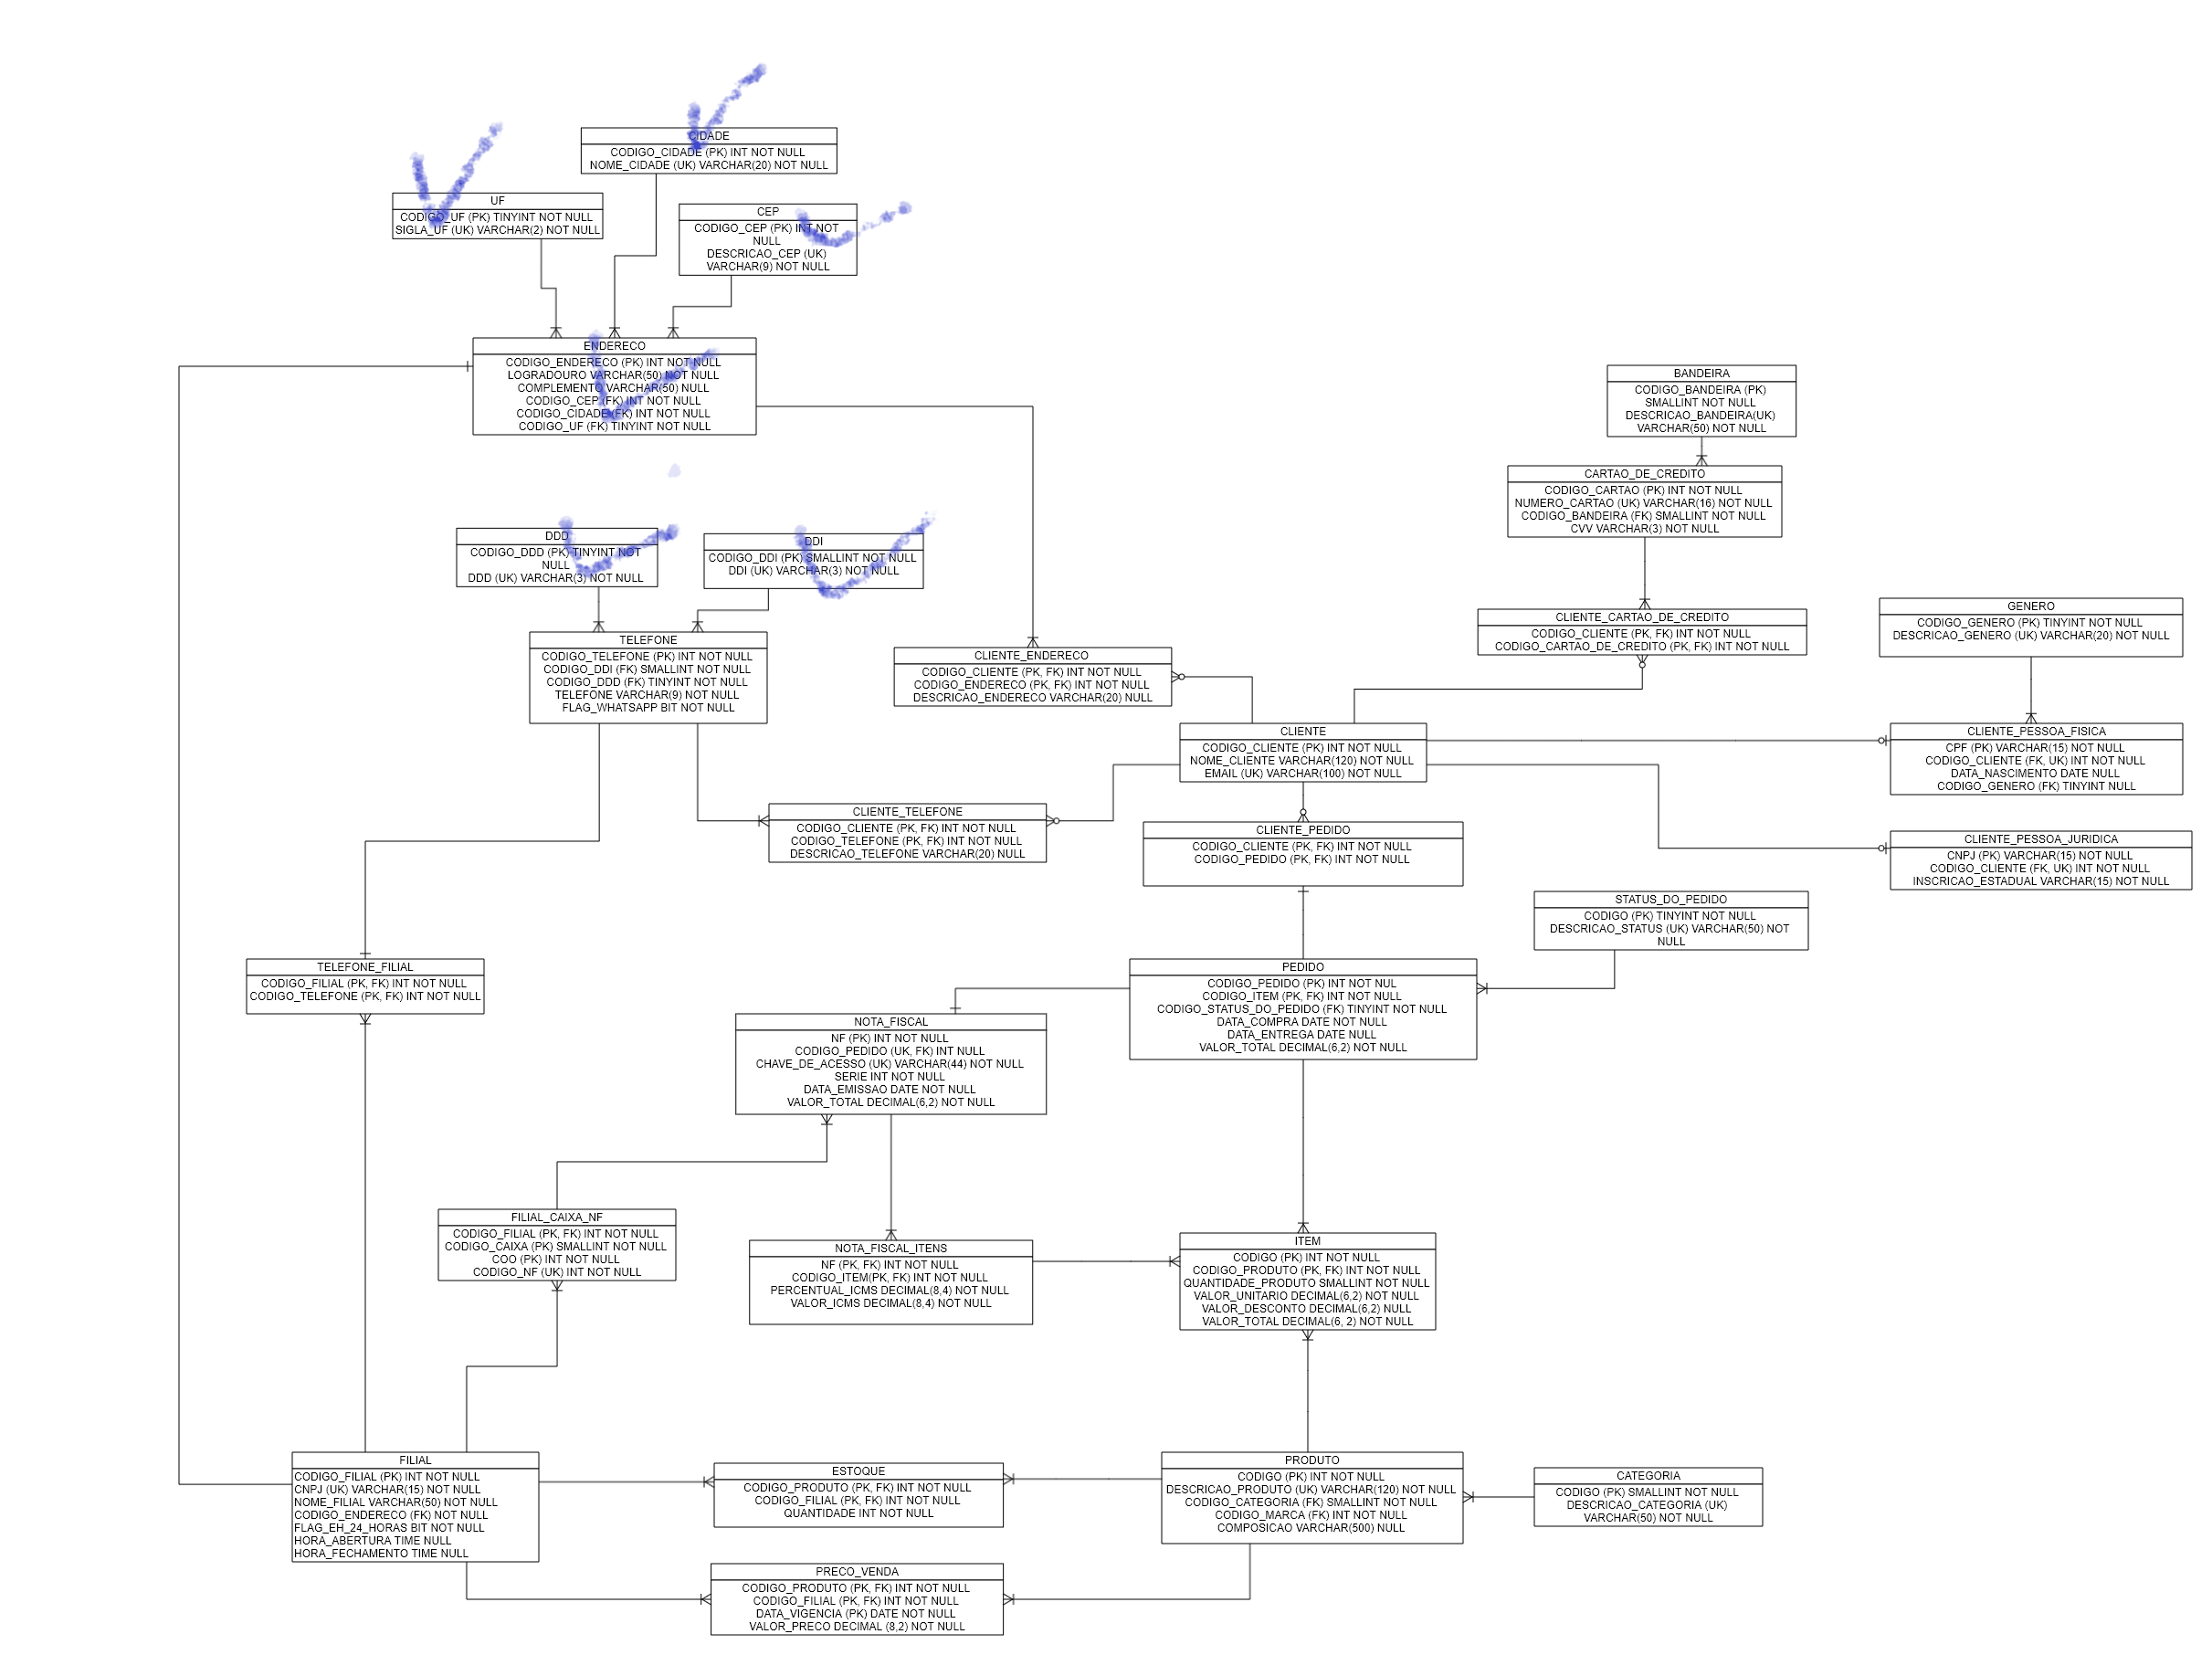 CIDADE
CODIGO_CIDADE (PK) INT NOT NULL
NOME_CIDADE (UK) VARCHAR(20) NOT NULL
UF
CODIGO_UF (PK) TINYINT NOT NULL
SIGLA_UF (UK) VARCHAR(2) NOT NULL
CEP
CODIGO_CEP (PK) INT NOT
NULL
DESCRICAO_CEP (UK)
VARCHAR(9) NOT NULL
ENDERECO
CODIGO_ENDERECO (PK) INT NOT NULL
LOGRADOURO VARCHAR(50) NOT NULL
COMPLEMENTO VARCHAR(50) NULL
CODIGO_CEP (FK) INT NOT NULL
CODIGO_CIDADE (FK) INT NOT NULL
CODIGO_UF (FK) TINYINT NOT NULL
BANDEIRA
CODIGO_BANDEIRA (PK)
SMALLINT NOT NULL
DESCRICAO_BANDEIRA(UK)
VARCHAR(50) NOT NULL
CARTAO_DE_CREDITO
CODIGO_CARTAO (PK) INT NOT NULL
NUMERO_CARTAO (UK) VARCHAR(16) NOT NULL
CODIGO_BANDEIRA (FK) SMALLINT NOT NULL
CVV VARCHAR(3) NOT NULL
DDD
CODIGO_DDD (PK) TINYINT NOT
NULL
DDD (UK) VARCHAR(3) NOT NULL
DDI
CODIGO_DDI (PK) SMALLINT NOT NULL
DDI (UK) VARCHAR(3) NOT NULL
TELEFONE
CODIGO_TELEFONE (PK) INT NOT NULL
CODIGO_DDI (FK) SMALLINT NOT NULL
CODIGO_DDD (FK) TINYINT NOT NULL
TELEFONE VARCHAR(9) NOT NULL
FLAG_WHATSAPP BIT NOT NULL
CLIENTE_ENDERECO
CODIGO_CLIENTE (PK, FK) INT NOT NULL
CODIGO_ENDERECO (PK, FK) INT NOT NULL
DESCRICAO_ENDERECO VARCHAR(20) NULL
CLIENTE_CARTAO_DE_CREDITO
CODIGO_CLIENTE (PK, FK) INT NOT NULL
CODIGO_CARTAO_DE_CREDITO (PK, FK) INT NOT NULL
GENERO
CODIGO_GENERO (PK) TINYINT NOT NULL
DESCRICAO_GENERO (UK) VARCHAR(20) NOT NULL
CLIENTE
CODIGO_CLIENTE (PK) INT NOT NULL
NOME_CLIENTE VARCHAR(120) NOT NULL
EMAIL (UK) VARCHAR(100) NOT NULL
CLIENTE_PESSOA_FISICA
CPF (PK) VARCHAR(15) NOT NULL
CODIGO_CLIENTE (FK, UK) INT NOT NULL
DATA_NASCIMENTO DATE NULL
CODIGO_GENERO (FK) TINYINT NULL
CLIENTE_TELEFONE
CODIGO_CLIENTE (PK, FK) INT NOT NULL
CODIGO_TELEFONE (PK, FK) INT NOT NULL
DESCRICAO_TELEFONE VARCHAR(20) NULL
CLIENTE_PEDIDO
CODIGO_CLIENTE (PK, FK) INT NOT NULL
CODIGO_PEDIDO (PK, FK) INT NOT NULL
CLIENTE_PESSOA_JURIDICA
CNPJ (PK) VARCHAR(15) NOT NULL
CODIGO_CLIENTE (FK, UK) INT NOT NULL
INSCRICAO_ESTADUAL VARCHAR(15) NOT NULL
STATUS_DO_PEDIDO
CODIGO (PK) TINYINT NOT NULL
DESCRICAO_STATUS (UK) VARCHAR(50) NOT
NULL
TELEFONE_FILIAL
CODIGO_FILIAL (PK, FK) INT NOT NULL
CODIGO_TELEFONE (PK, FK) INT NOT NULL
PEDIDO
CODIGO_PEDIDO (PK) INT NOT NUL
CODIGO_ITEM (PK, FK) INT NOT NULL
CODIGO_STATUS_DO_PEDIDO (FK) TINYINT NOT NULL
DATA_COMPRA DATE NOT NULL
DATA_ENTREGA DATE NULL
VALOR_TOTAL DECIMAL(6,2) NOT NULL
NOTA_FISCAL
NF (PK) INT NOT NULL
CODIGO_PEDIDO (UK, FK) INT NULL
CHAVE_DE_ACESSO (UK) VARCHAR(44) NOT NULL
SERIE INT NOT NULL
DATA_EMISSAO DATE NOT NULL
VALOR_TOTAL DECIMAL(6,2) NOT NULL
FILIAL_CAIXA_NF
CODIGO_FILIAL (PK, FK) INT NOT NULL
CODIGO_CAIXA (PK) SMALLINT NOT NULL
COO (PK) INT NOT NULL
CODIGO_NF (UK) INT NOT NULL
NOTA_FISCAL_ITENS
NF (PK, FK) INT NOT NULL
CODIGO_ITEM(PK, FK) INT NOT NULL
PERCENTUAL_ICMS DECIMAL(8,4) NOT NULL
VALOR_ICMS DECIMAL(8,4) NOT NULL
ITEM
CODIGO (PK) INT NOT NULL
CODIGO_PRODUTO (PK, FK) INT NOT NULL
QUANTIDADE_PRODUTO SMALLINT NOT NULL
VALOR_UNITARIO DECIMAL(6,2) NOT NULL
VALOR_DESCONTO DECIMAL(6,2) NULL
VALOR_TOTAL DECIMAL(6, 2) NOT NULL
FILIAL
CODIGO_FILIAL (PK) INT NOT NULL
CNPJ (UK) VARCHAR(15) NOT NULL
NOME_FILIAL VARCHAR(50) NOT NULL
CODIGO_ENDERECO (FK) NOT NULL
FLAG_EH_24_HORAS BIT NOT NULL
HORA_ABERTURA TIME NULL
HORA_FECHAMENTO TIME NULL
ESTOQUE
CODIGO_PRODUTO (PK, FK) INT NOT NULL
CODIGO_FILIAL (PK, FK) INT NOT NULL
QUANTIDADE INT NOT NULL
PRODUTO
CODIGO (PK) INT NOT NULL
DESCRICAO_PRODUTO (UK) VARCHAR(120) NOT NULL
CODIGO_CATEGORIA (FK) SMALLINT NOT NULL
CODIGO_MARCA (FK) INT NOT NULL
COMPOSICAO VARCHAR(500) NULL
CATEGORIA
CODIGO (PK) SMALLINT NOT NULL
DESCRICAO_CATEGORIA (UK)
VARCHAR(50) NOT NULL
PRECO_VENDA
CODIGO_PRODUTO (PK, FK) INT NOT NULL
CODIGO_FILIAL (PK, FK) INT NOT NULL
DATA_VIGENCIA (PK) DATE NOT NULL
VALOR_PRECO DECIMAL (8,2) NOT NULL